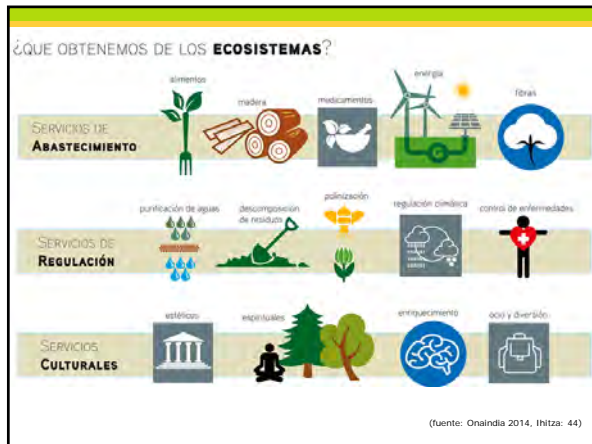 ¿QUE OBTENEMOS DE LOS ECOSISTEMAS?
alimentos
madera
medicamentos
energía
fibras
SERVICIOS DE
ABASTECIMIENTO
purificación de aguas
descomposición
de residuos
polinización
regulación climática
control de enfermedades
SERVICIOS DE
REGULACIÓN
estéticos
espirituales
enriquecimiento
ocio y diversión
SERVICIOS
CULTURALES
(fuente: Onaindia 2014, Ihitza: 44)